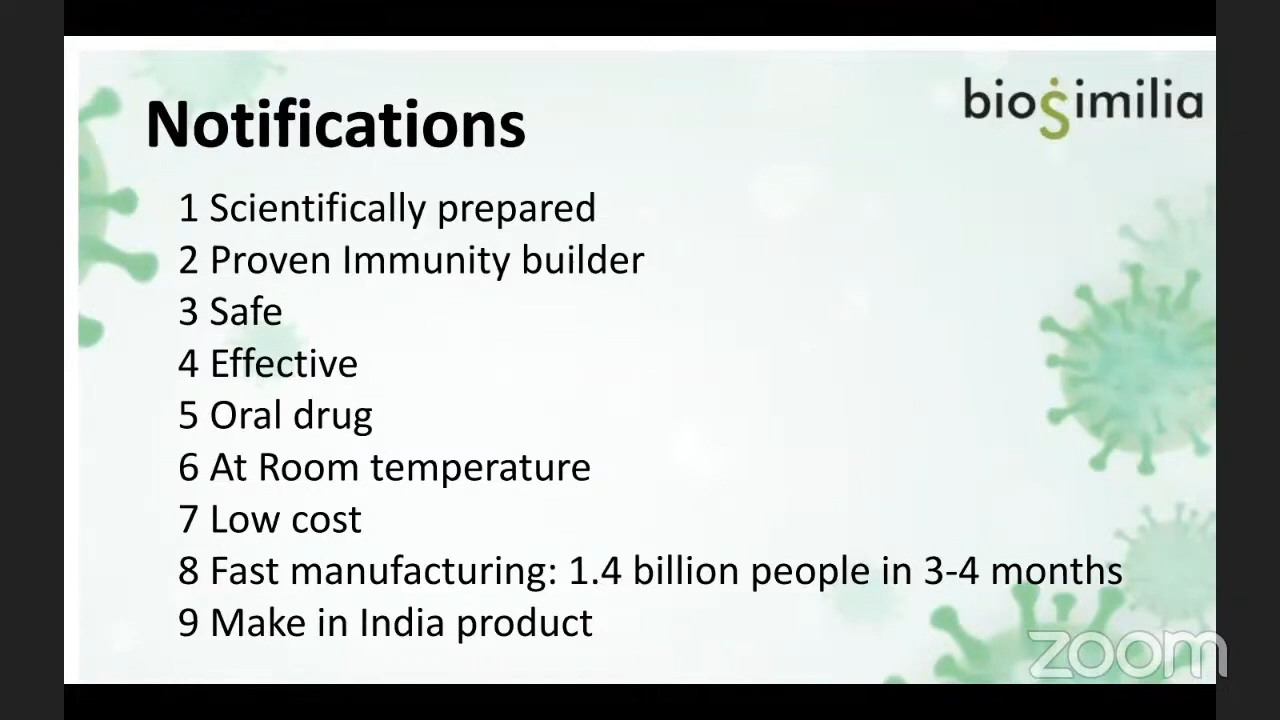 Notifications
biosimilia
1 Scientifically prepared
2 Proven Immunity builder
3 Safe
4 Effective
5 Oral drug
6 At Room temperature
7 Low cost
8 Fast manufacturing: 1.4 billion people in 3-4 months
9 Make in India product
zoom